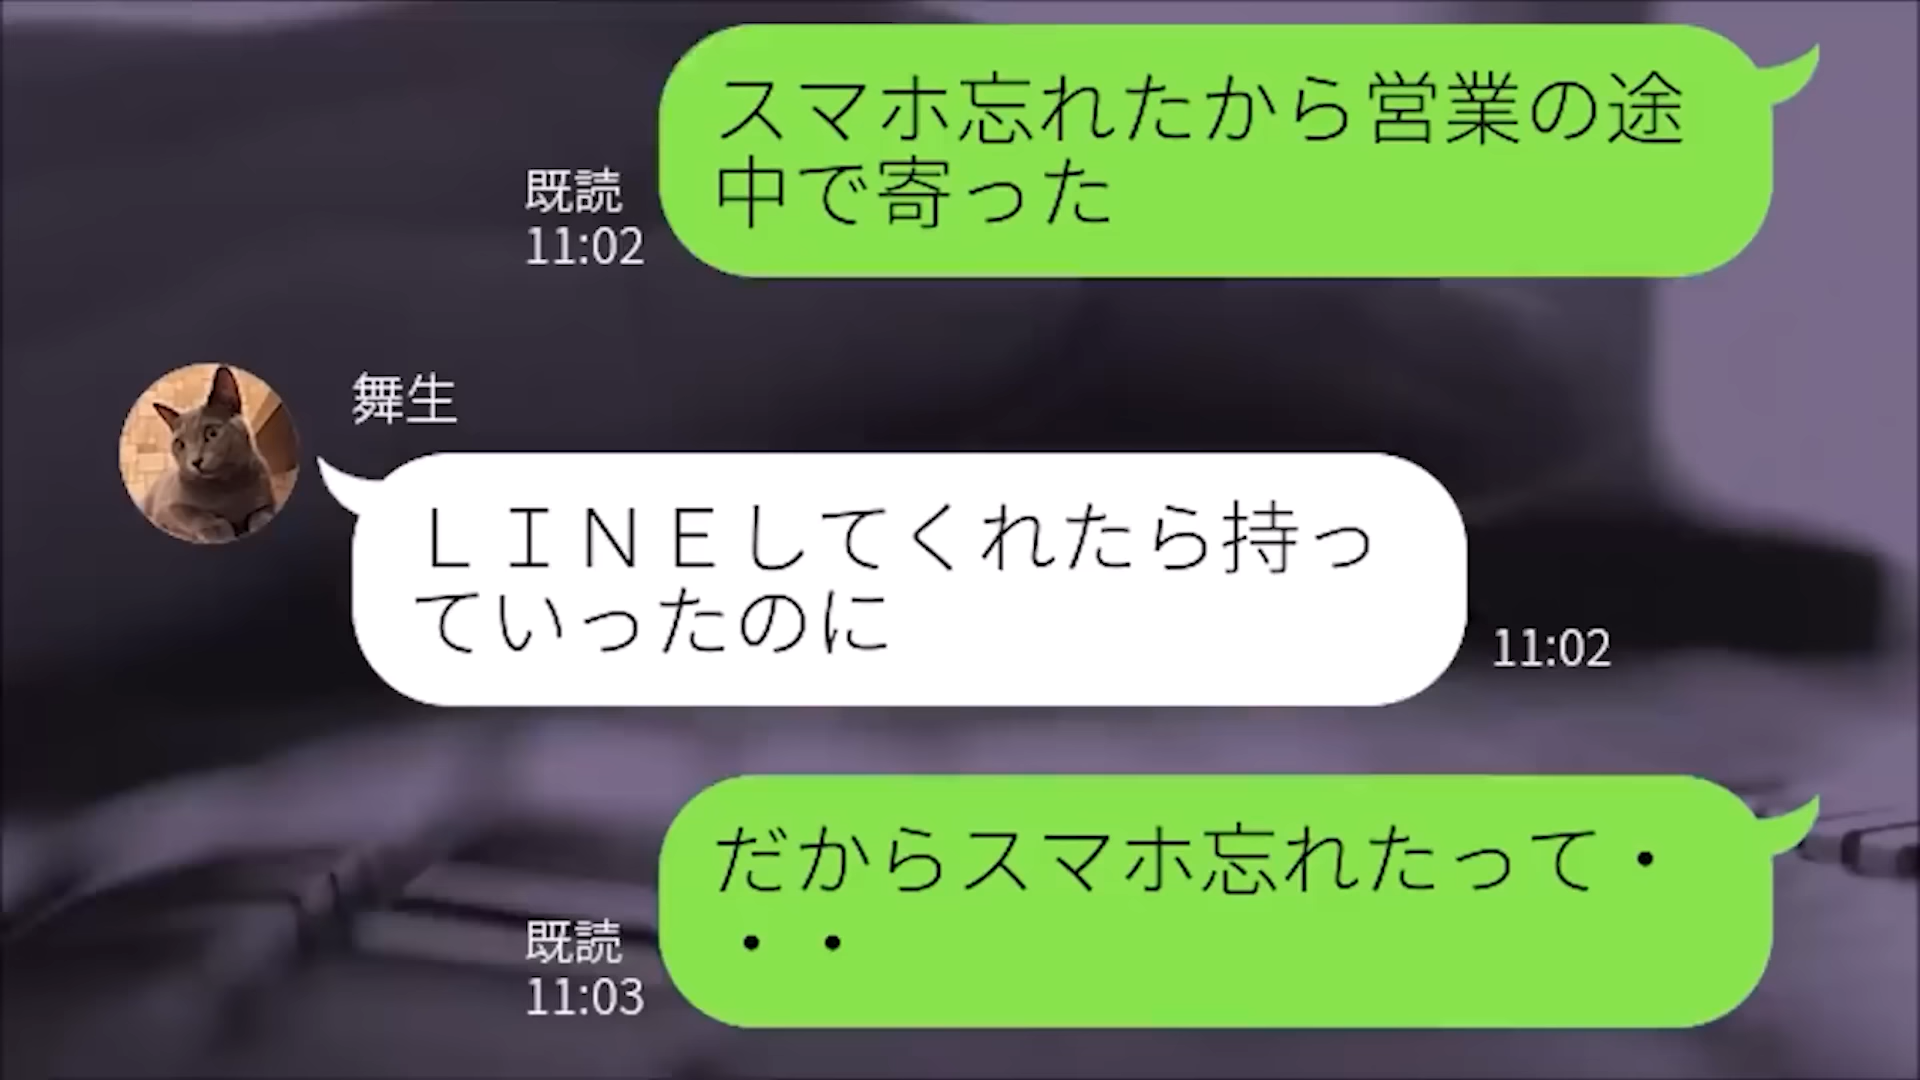 スマホ忘れたから営業の途
中で寄った
既読
11:02
舞生
ＬＩＮＥしてくれたら持っ
ていったのに
11:02
だからスマホ忘れたって・
・・
既読
11:03